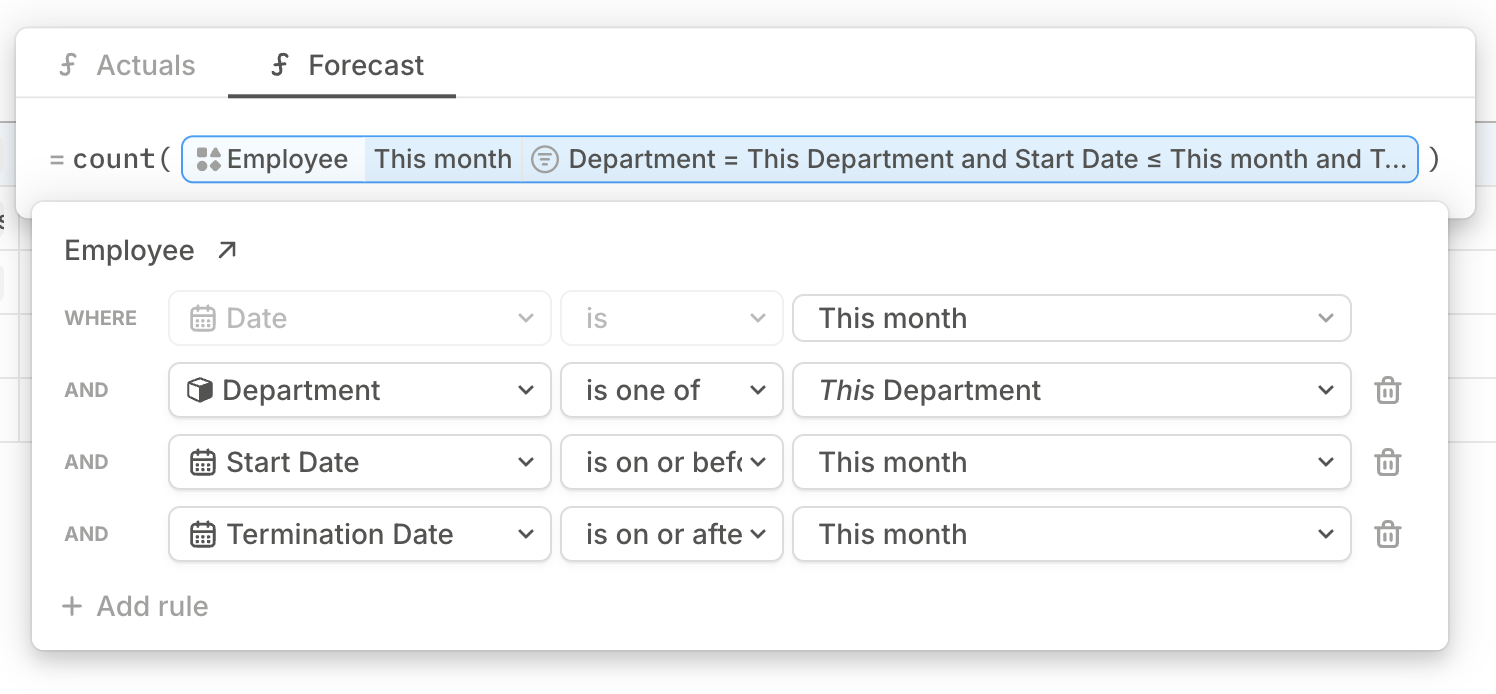 Actuals Forecast
= count( Employee This month Department = This Department and Start Date ≤ This month and T... )
Employee
WHERE Date is This month
AND Department is one of This Department
AND Start Date is on or befo This month
AND Termination Date is on or afte This month
+ Add rule